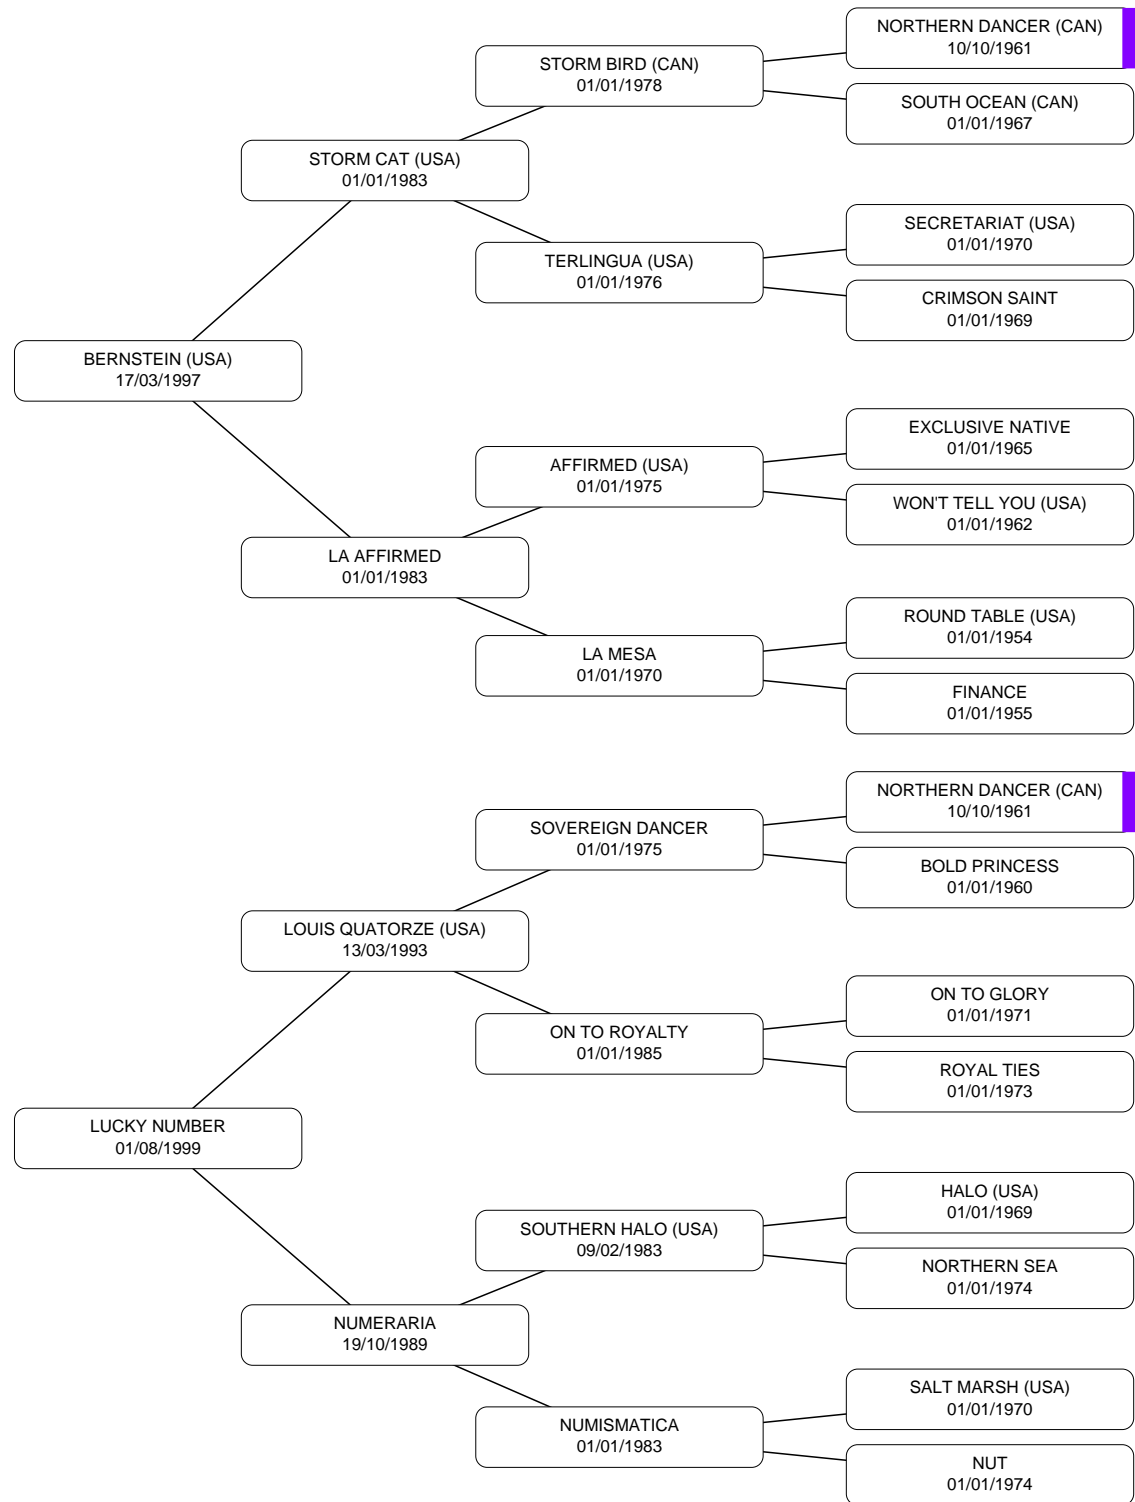 NORTHERN DANCER (CAN)
10/10/1961
STORM BIRD (CAN)
01/01/1978
SOUTH OCEAN (CAN)
01/01/1967
STORM CAT (USA)
01/01/1983
SECRETARIAT (USA)
01/01/1970
TERLINGUA (USA)
01/01/1976
CRIMSON SAINT
01/01/1969
BERNSTEIN (USA)
17/03/1997
EXCLUSIVE NATIVE
01/01/1965
AFFIRMED (USA)
01/01/1975
WON'T TELL YOU (USA)
01/01/1962
LA AFFIRMED
01/01/1983
ROUND TABLE (USA)
01/01/1954
LA MESA
01/01/1970
FINANCE
01/01/1955
NORTHERN DANCER (CAN)
10/10/1961
SOVEREIGN DANCER
01/01/1975
BOLD PRINCESS
01/01/1960
LOUIS QUATORZE (USA)
13/03/1993
ON TO GLORY
01/01/1971
ON TO ROYALTY
01/01/1985
ROYAL TIES
01/01/1973
LUCKY NUMBER
01/08/1999
HALO (USA)
01/01/1969
SOUTHERN HALO (USA)
09/02/1983
NORTHERN SEA
01/01/1974
NUMERARIA
19/10/1989
SALT MARSH (USA)
01/01/1970
NUMISMATICA
01/01/1983
NUT
01/01/1974